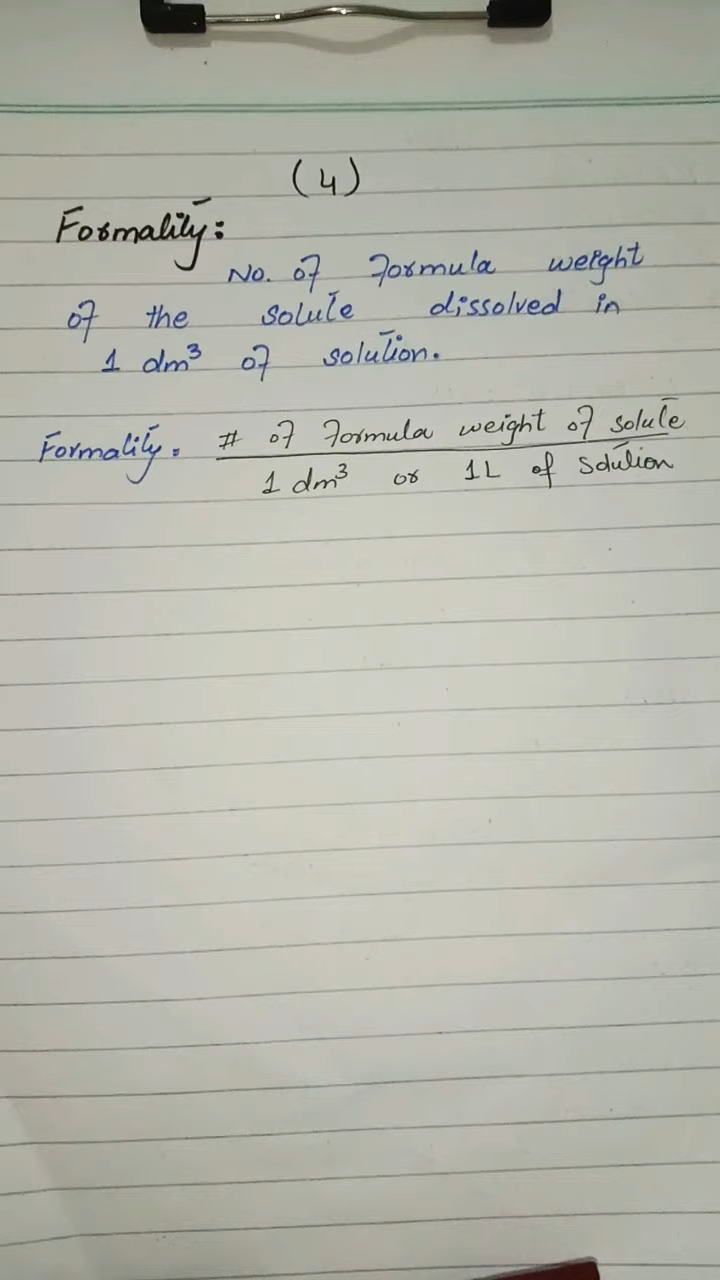 (4)
Formality:
No. of Formula weight
of the solute dissolved in
1 dm³ of solution.
Formality = # of Formula weight of solute
1 dm³ or 1L of solution